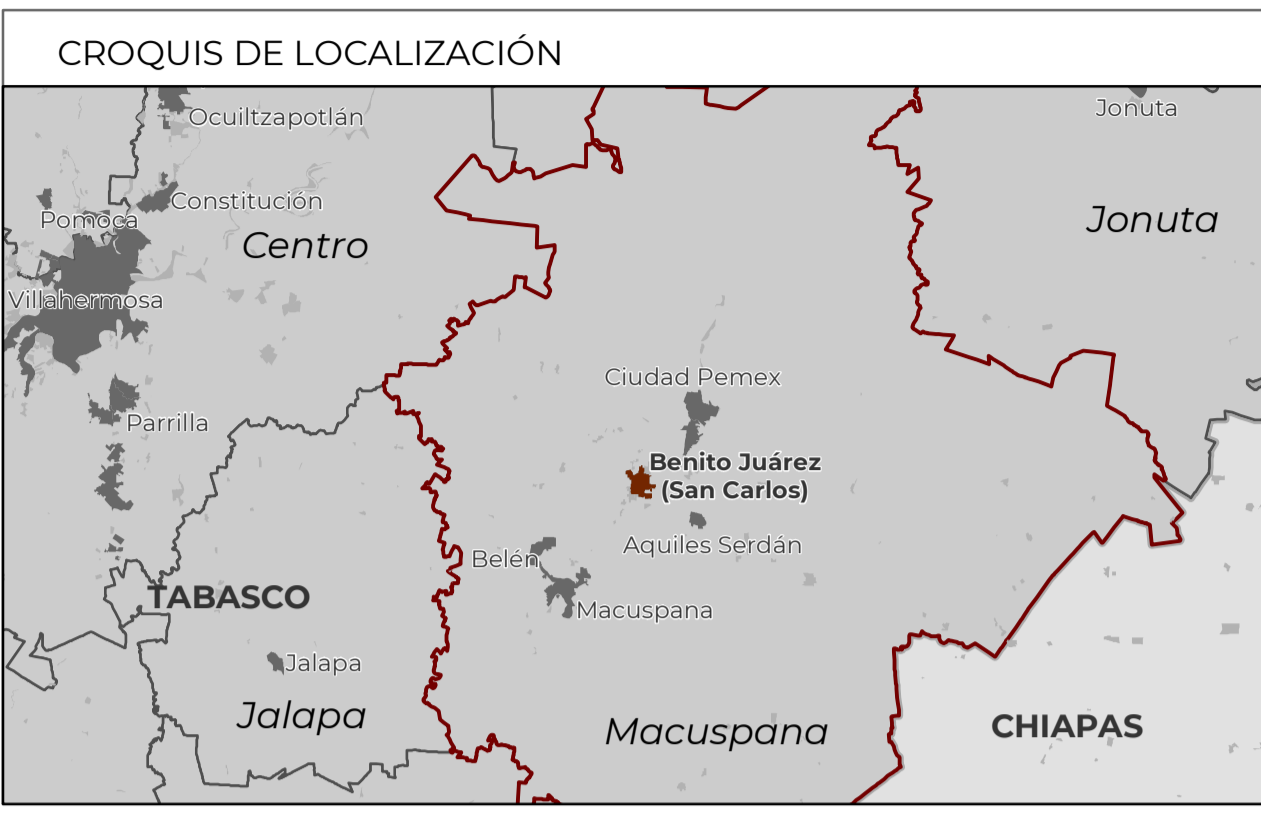 CROQUIS DE LOCALIZACIÓN
Ocuiltzapotlán
Jonuta
Constitución
Pomoca
Centro
Jonuta
Villahermosa
Ciudad Pemex
Parrilla
Benito Juárez
(San Carlos)
Aquiles Serdán
Belén
TABASCO
Macuspana
Jalapa
Jalapa
Macuspana
CHIAPAS